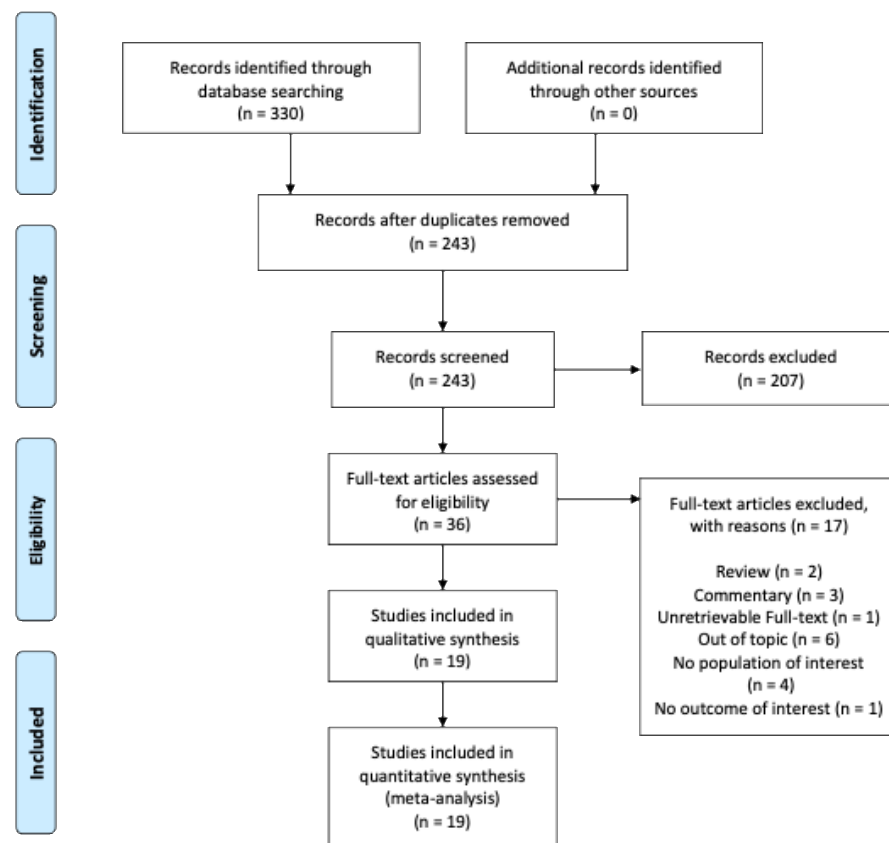 Identification
Records identified through
database searching
(n = 330)
Additional records identified
through other sources
(n = 0)
Records after duplicates removed
(n = 243)
Screening
Records screened
(n = 243)
Records excluded
(n = 207)
Eligibility
Full-text articles assessed
for eligibility
(n = 36)
Full-text articles excluded,
with reasons (n = 17)
Review (n = 2)
Commentary (n = 3)
Unretrievable Full-text (n = 1)
Out of topic (n = 6)
No population of interest
(n = 4)
No outcome of interest (n = 1)
Studies included in
qualitative synthesis
(n = 19)
Included
Studies included in
quantitative synthesis
(meta-analysis)
(n = 19)